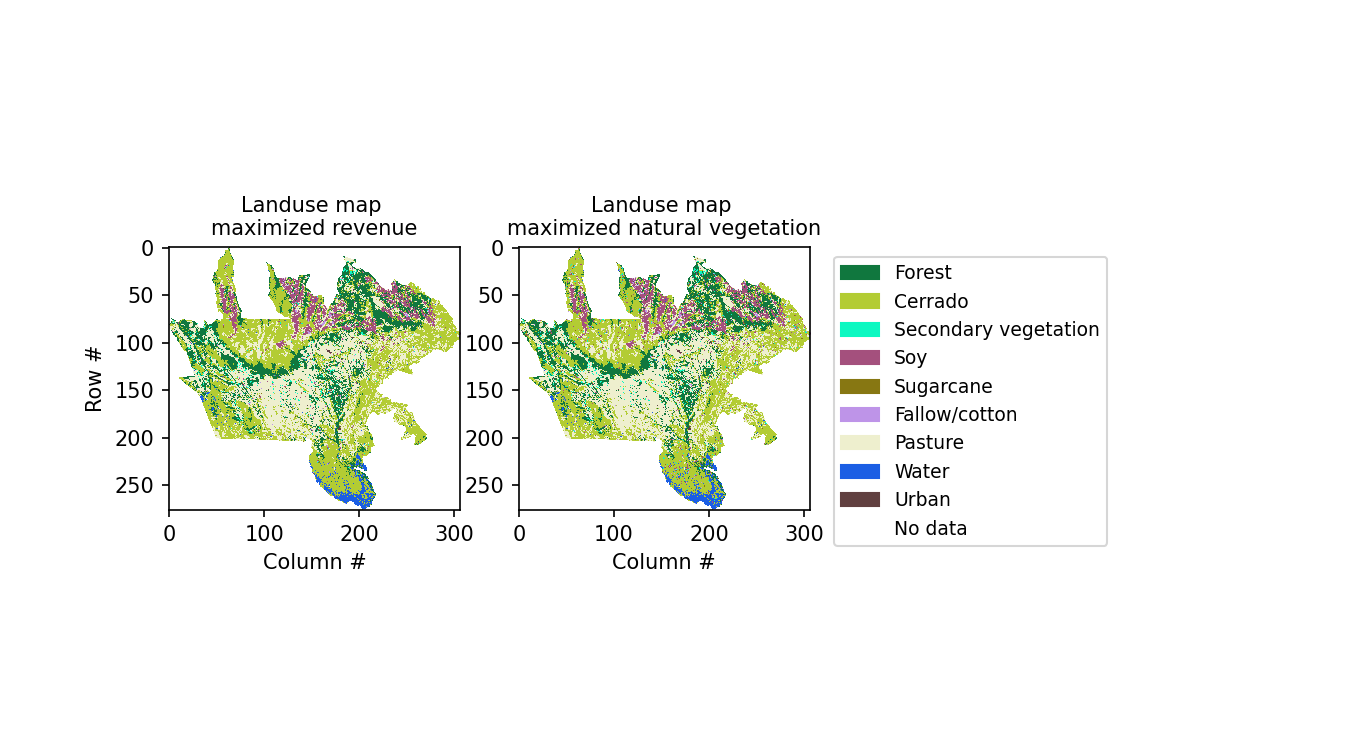 Landuse map
maximized revenue
Landuse map
maximized natural vegetation
0
50
100
150
200
250
Row #
0
100
200
300
Column #
0
50
100
150
200
250
0
100
200
300
Column #
Forest
Cerrado
Secondary vegetation
Soy
Sugarcane
Fallow/cotton
Pasture
Water
Urban
No data